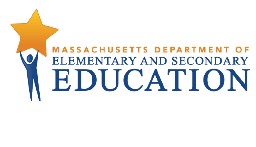 MASSACHUSETTS DEPARTMENT OF
ELEMENTARY AND SECONDARY
EDUCATION